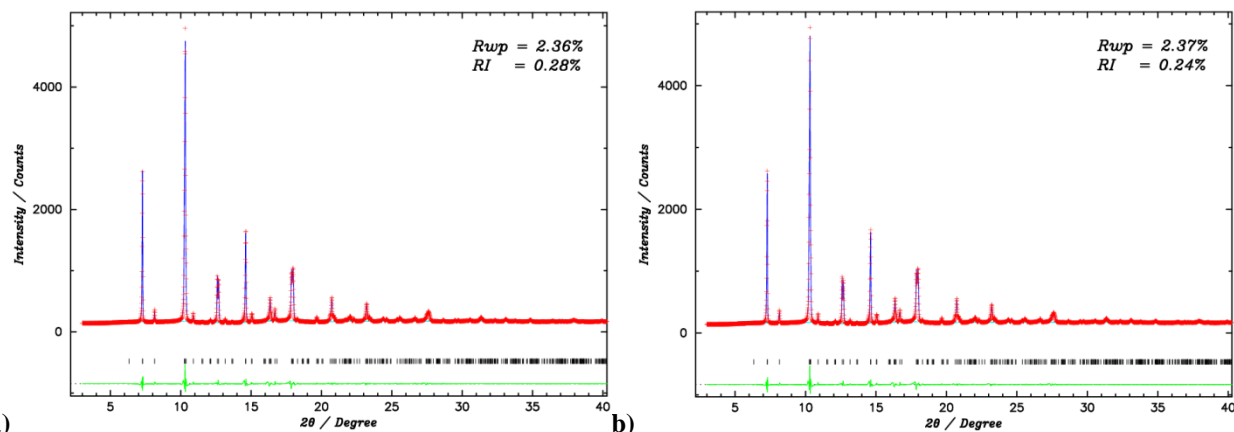 Rwp = 2.36%
RI = 0.28%
Intensity / Counts
4000
2000
0
5 10 15 20 25 30 35 40
2θ / Degree
)
Rwp = 2.37%
RI = 0.24%
Intensity / Counts
4000
2000
0
5 10 15 20 25 30 35 40
2θ / Degree
b)